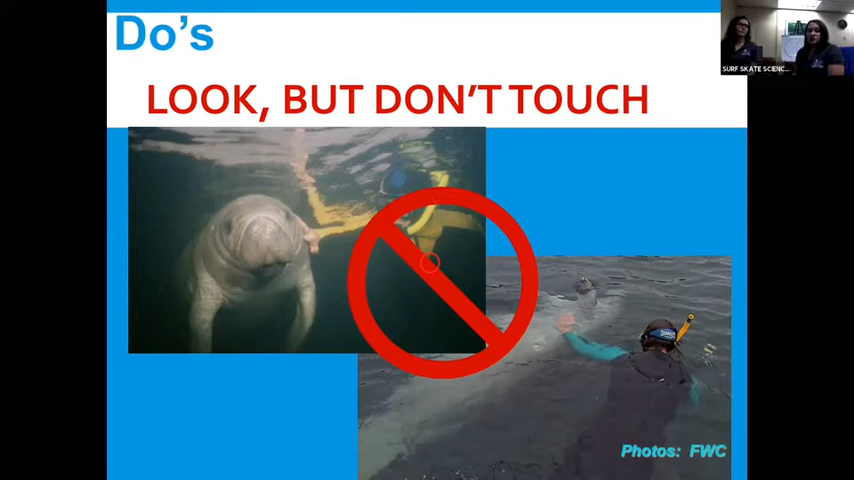 Do's
SURF SKATE SCIENC...
LOOK, BUT DON'T TOUCH
Photos: FWC